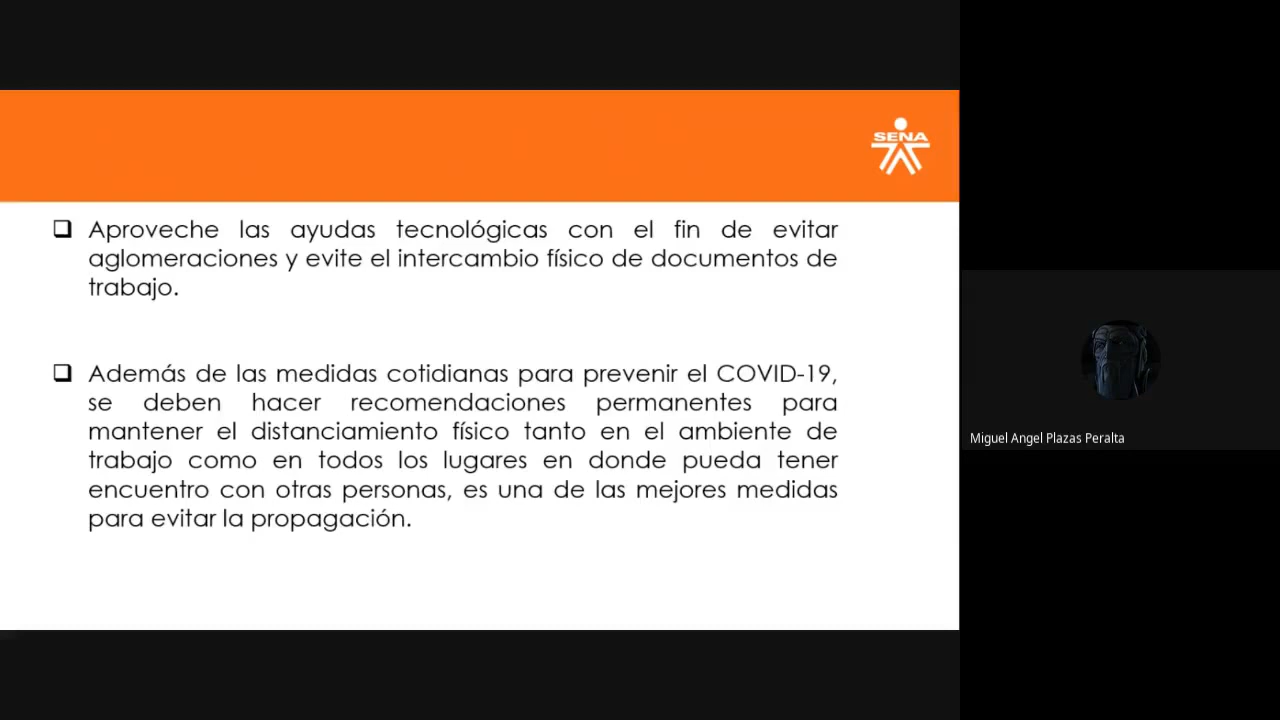 SENA
❑ Aproveche las ayudas tecnológicas con el fin de evitar
aglomeraciones y evite el intercambio físico de documentos de
trabajo.
❑ Además de las medidas cotidianas para prevenir el COVID-19,
se deben hacer recomendaciones permanentes para
mantener el distanciamiento físico tanto en el ambiente de
trabajo como en todos los lugares en donde pueda tener
encuentro con otras personas, es una de las mejores medidas
para evitar la propagación.
Miguel Angel Plazas Peralta